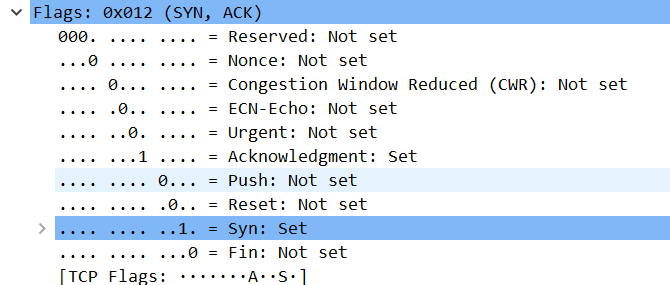 Flags: 0x012 (SYN, ACK)
000. .... .... = Reserved: Not set
...0 .... .... = Nonce: Not set
.... 0... .... = Congestion Window Reduced (CWR): Not set
.... .0.. .... = ECN-Echo: Not set
.... ..0. .... = Urgent: Not set
.... ...1 .... = Acknowledgment: Set
.... .... 0... = Push: Not set
.... .... .0.. = Reset: Not set
.... .... ..1. = Syn: Set
.... .... ...0 = Fin: Not set
[TCP Flags: ·······A··S·]